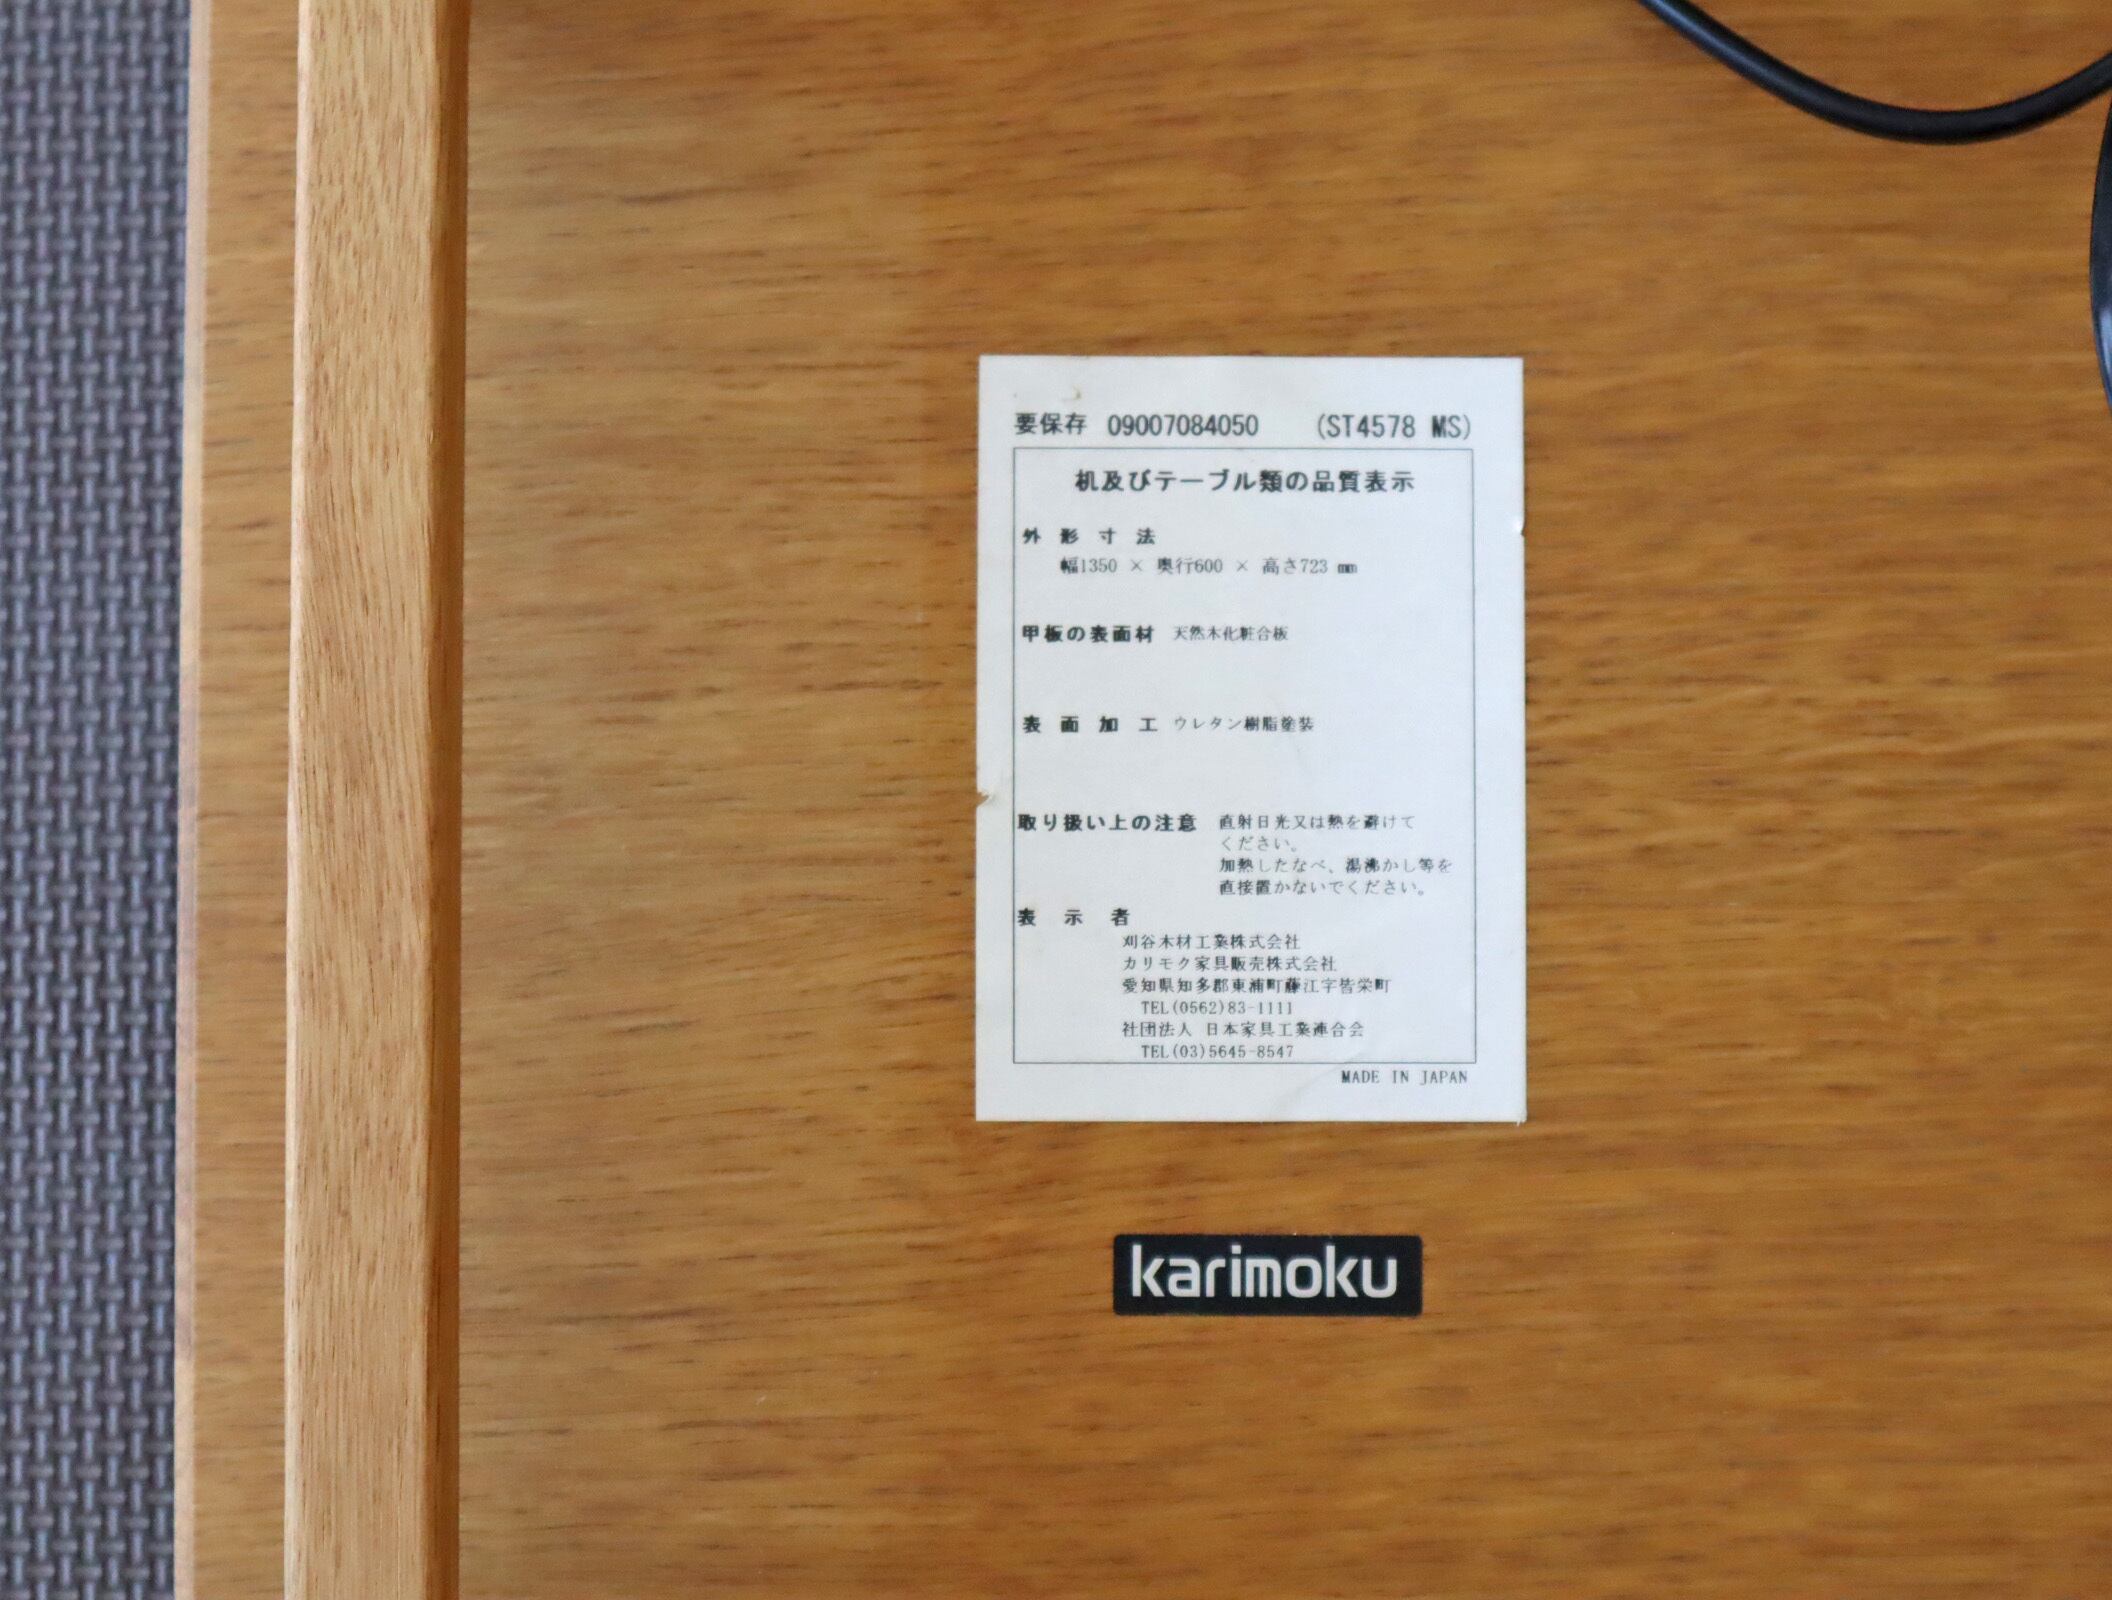 要保存 09007084050 (ST4578 MS)
机及びテーブル類の品質表示
外形寸法
幅1350 × 奥行600 × 高さ723 mm
甲板の表面材 天然木化粧合板
表面加工 ウレタン樹脂塗装
取り扱い上の注意 直射日光又は熱を避けて
ください。
加熱したなべ、湯沸かし等を
直接置かないでください。
表示者
刈谷木材工業株式会社
カリモク家具販売株式会社
愛知県知多郡東浦町藤江字皆栄町
TEL(0562)83-1111
社団法人 日本家具工業連合会
TEL(03)5645-8547
MADE IN JAPAN
karimoku